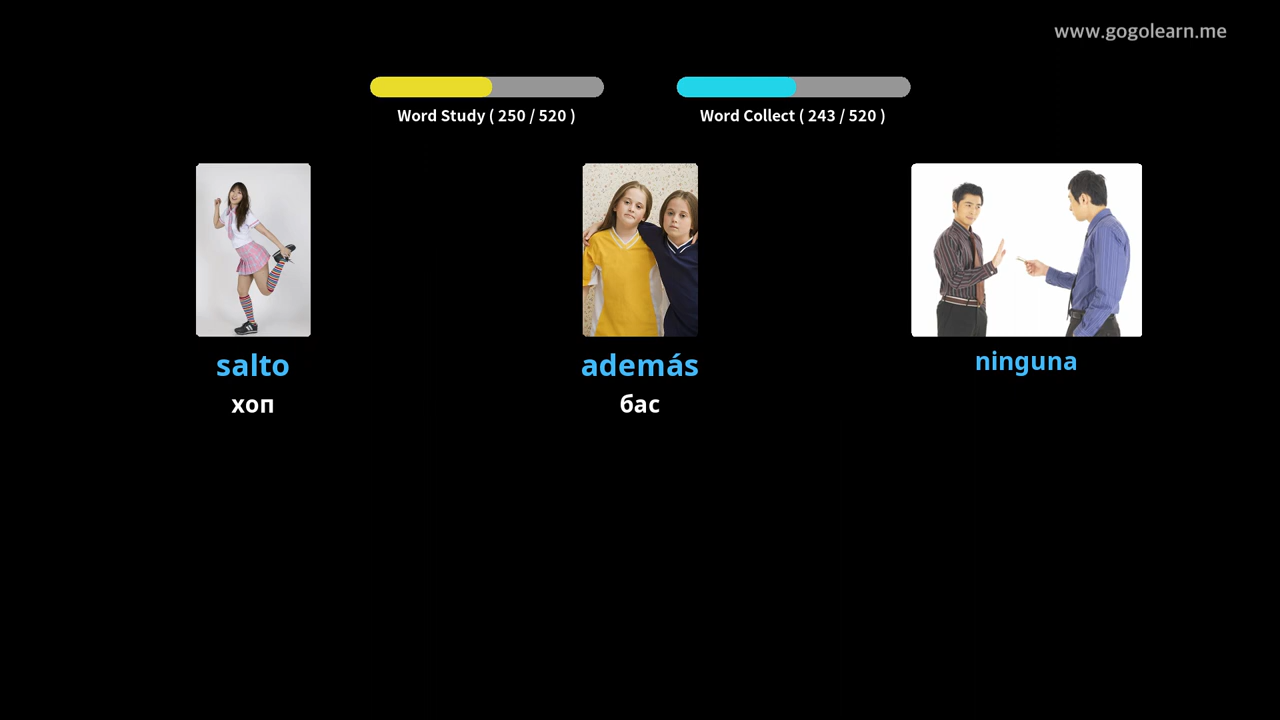 www.gogolearn.me
Word Study ( 250 / 520 )
Word Collect ( 243 / 520 )
salto
además
ninguna
хоп
бас